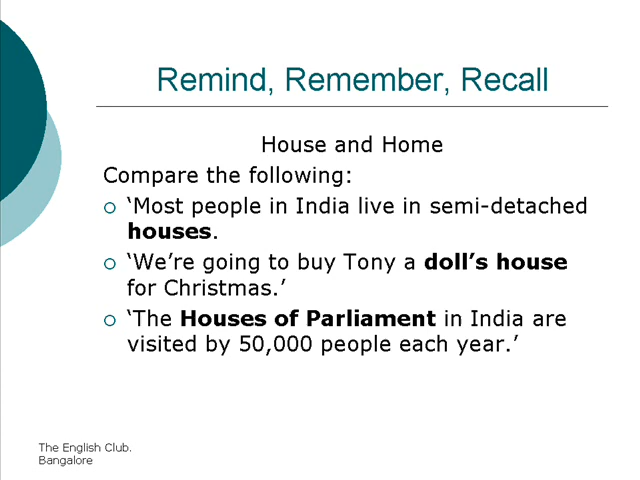 Remind, Remember, Recall
House and Home
Compare the following:
‘Most people in India live in semi-detached
houses.
‘We’re going to buy Tony a doll’s house
for Christmas.’
‘The Houses of Parliament in India are
visited by 50,000 people each year.’
The English Club.
Bangalore